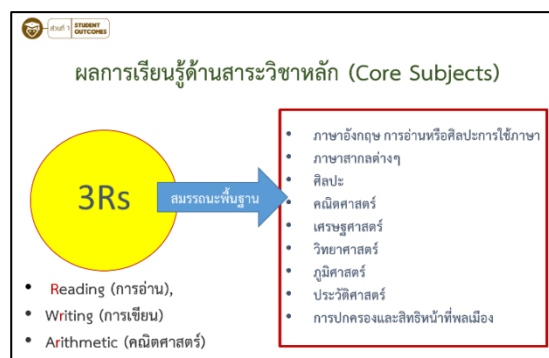 ส่วนที่ 1
STUDENT
OUTCOMES
ผลการเรียนรู้ด้านสาระวิชาหลัก (Core Subjects)
3Rs
สมรรถนะพื้นฐาน
• ภาษาอังกฤษ การอ่านหรือศิลปะการใช้ภาษา
• ภาษาสากลต่างๆ
• ศิลปะ
• คณิตศาสตร์
• เศรษฐศาสตร์
• วิทยาศาสตร์
• ภูมิศาสตร์
• ประวัติศาสตร์
• การปกครองและสิทธิหน้าที่พลเมือง
• Reading (การอ่าน),
• Writing (การเขียน)
• Arithmetic (คณิตศาสตร์)